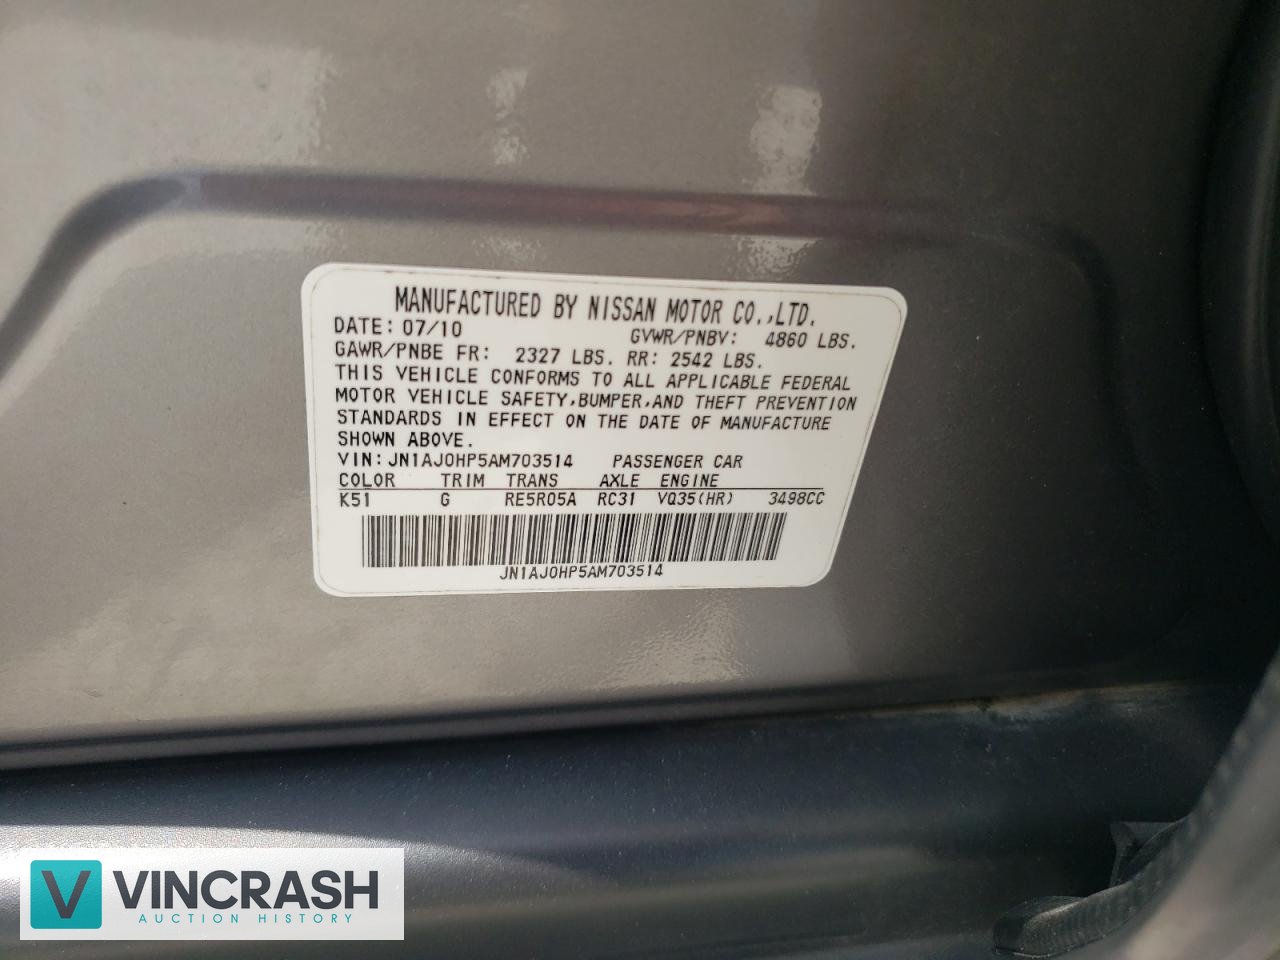 MANUFACTURED BY NISSAN MOTOR CO.,LTD.
DATE: 07/10 GVWR/PNBV: 4860 LBS.
GAWR/PNBE FR: 2327 LBS. RR: 2542 LBS.
THIS VEHICLE CONFORMS TO ALL APPLICABLE FEDERAL
MOTOR VEHICLE SAFETY,BUMPER,AND THEFT PREVENTION
STANDARDS IN EFFECT ON THE DATE OF MANUFACTURE
SHOWN ABOVE.
VIN:JN1AJ0HP5AM703514 PASSENGER CAR
COLOR TRIM TRANS AXLE ENGINE
K51 G RE5R05A RC31 VQ35(HR) 3498CC
JN1AJ0HP5AM703514
V VINCRASH
AUCTION HISTORY